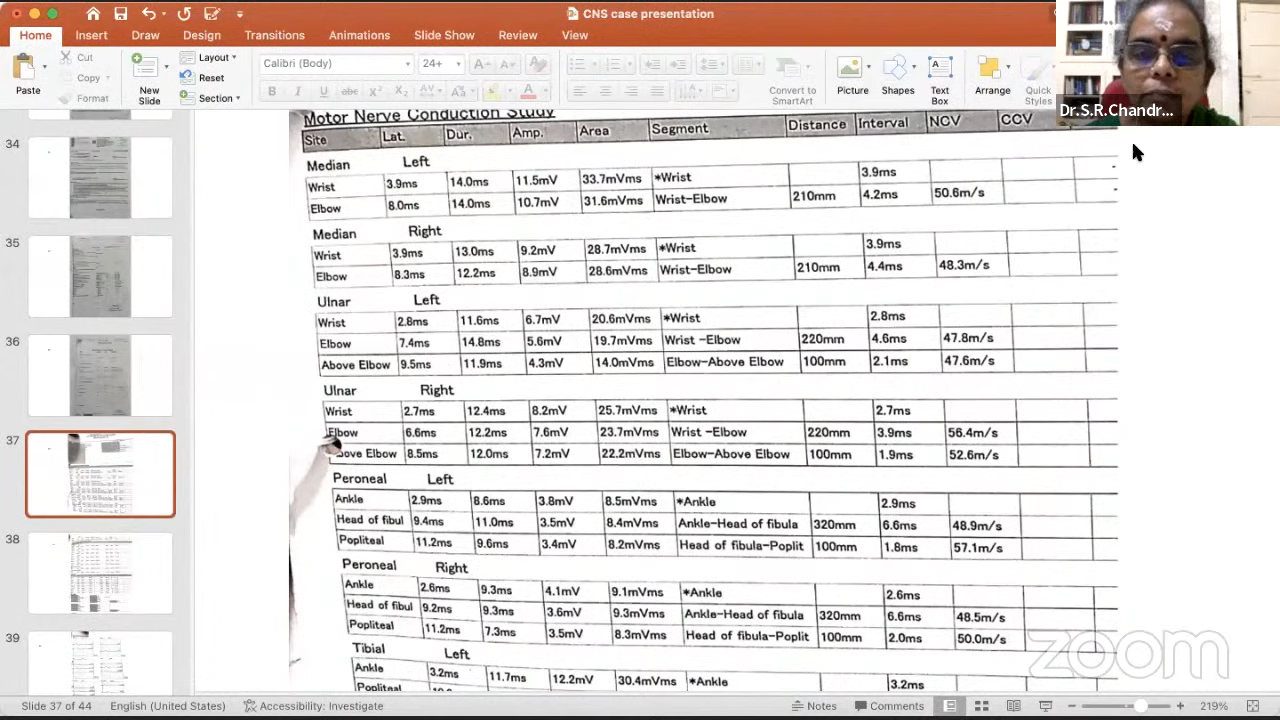 CNS case presentation
Home Insert Draw Design Transitions Animations Slide Show Review View
Paste Cut Copy Format New Slide Layout Reset Section Calibri (Body) 24+ Convert to SmartArt Picture Shapes Text Box Arrange Quick Styles
Dr.S.R.Chandr...
34
35
36
37
38
39
Motor Nerve Conduction Study
Site Lat. Dur. Amp. Area Segment Distance Interval NCV CCV
Median Left
Wrist 3.9ms 14.0ms 11.5mV 33.7mVms *Wrist 3.9ms
Elbow 8.0ms 14.0ms 10.7mV 31.6mVms Wrist-Elbow 210mm 4.2ms 50.6m/s
Median Right
Wrist 3.9ms 13.0ms 9.2mV 28.7mVms *Wrist 3.9ms
Elbow 8.3ms 12.2ms 8.9mV 28.6mVms Wrist-Elbow 210mm 4.4ms 48.3m/s
Ulnar Left
Wrist 2.8ms 11.6ms 6.7mV 20.6mVms *Wrist 2.8ms
Elbow 7.4ms 14.8ms 5.6mV 19.7mVms Wrist -Elbow 220mm 4.6ms 47.8m/s
Above Elbow 9.5ms 11.9ms 4.3mV 14.0mVms Elbow-Above Elbow 100mm 2.1ms 47.6m/s
Ulnar Right
Wrist 2.7ms 12.4ms 8.2mV 25.7mVms *Wrist 2.7ms
Elbow 6.6ms 12.2ms 7.6mV 23.7mVms Wrist -Elbow 220mm 3.9ms 56.4m/s
bove Elbow 8.5ms 12.0ms 7.2mV 22.2mVms Elbow-Above Elbow 100mm 1.9ms 52.6m/s
Peroneal Left
Ankle 2.9ms 8.6ms 3.8mV 8.5mVms *Ankle 2.9ms
Head of fibul 9.4ms 11.0ms 3.5mV 8.4mVms Ankle-Head of fibula 320mm 6.6ms 48.9m/s
Popliteal 11.2ms 9.6ms 3.4mV 8.2mVms Head of fibula-Poplit 100mm 1.8ms 57.1m/s
Peroneal Right
Ankle 2.6ms 9.3ms 4.1mV 9.1mVms *Ankle 2.6ms
Head of fibul 9.2ms 9.3ms 3.6mV 9.3mVms Ankle-Head of fibula 320mm 6.6ms 48.5m/s
Popliteal 11.2ms 7.3ms 3.5mV 8.3mVms Head of fibula-Poplit 100mm 2.0ms 50.0m/s
Tibial Left
Ankle 3.2ms 11.7ms 12.2mV 30.4mVms *Ankle 3.2ms
Popliteal
zoom
Slide 37 of 44 English (United States) Accessibility: Investigate Notes Comments 219%